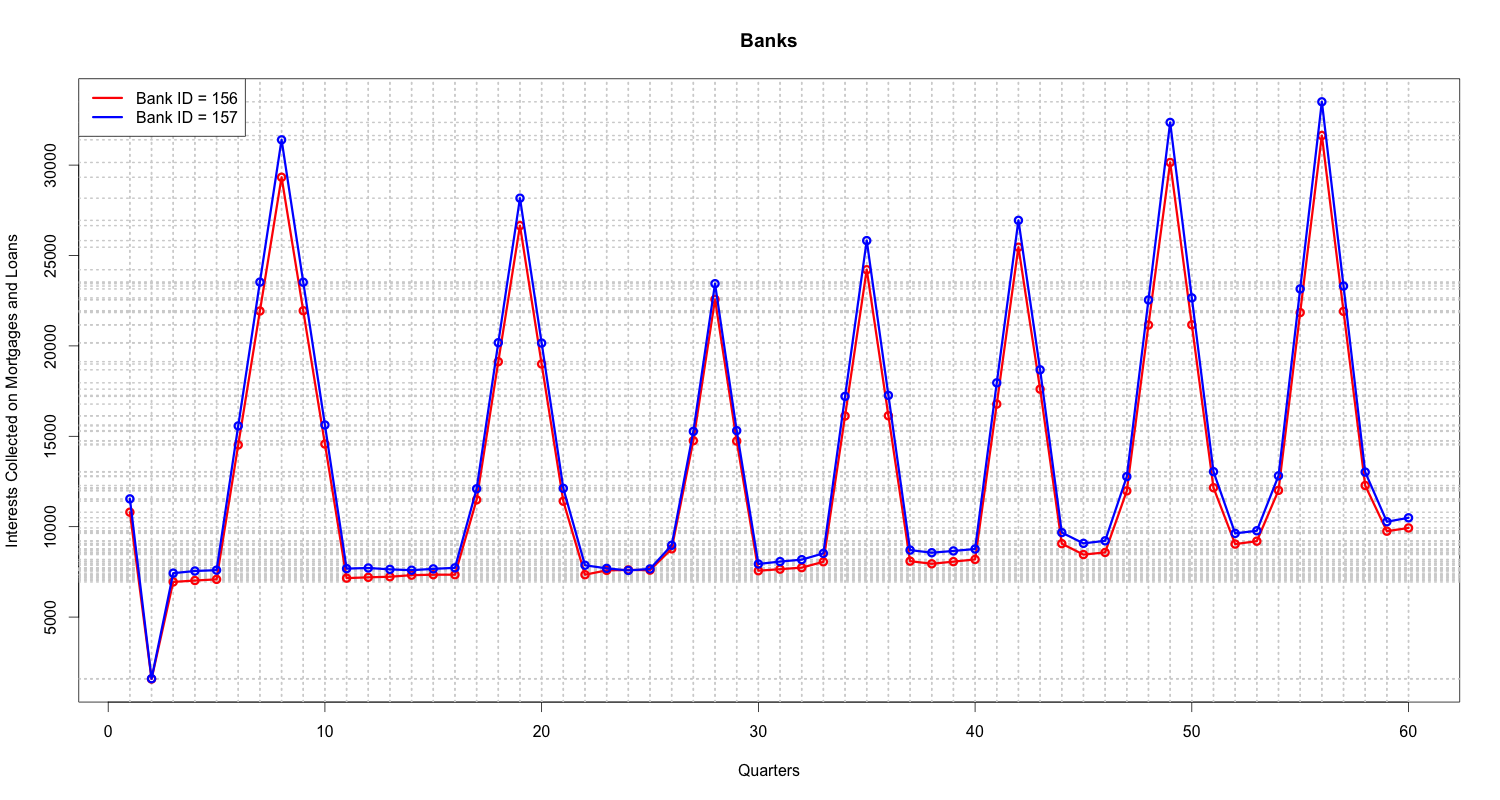 Banks
Bank ID = 156
Bank ID = 157
Interests Collected on Mortgages and Loans
30000
25000
20000
15000
10000
5000
0 10 20 30 40 50 60
Quarters